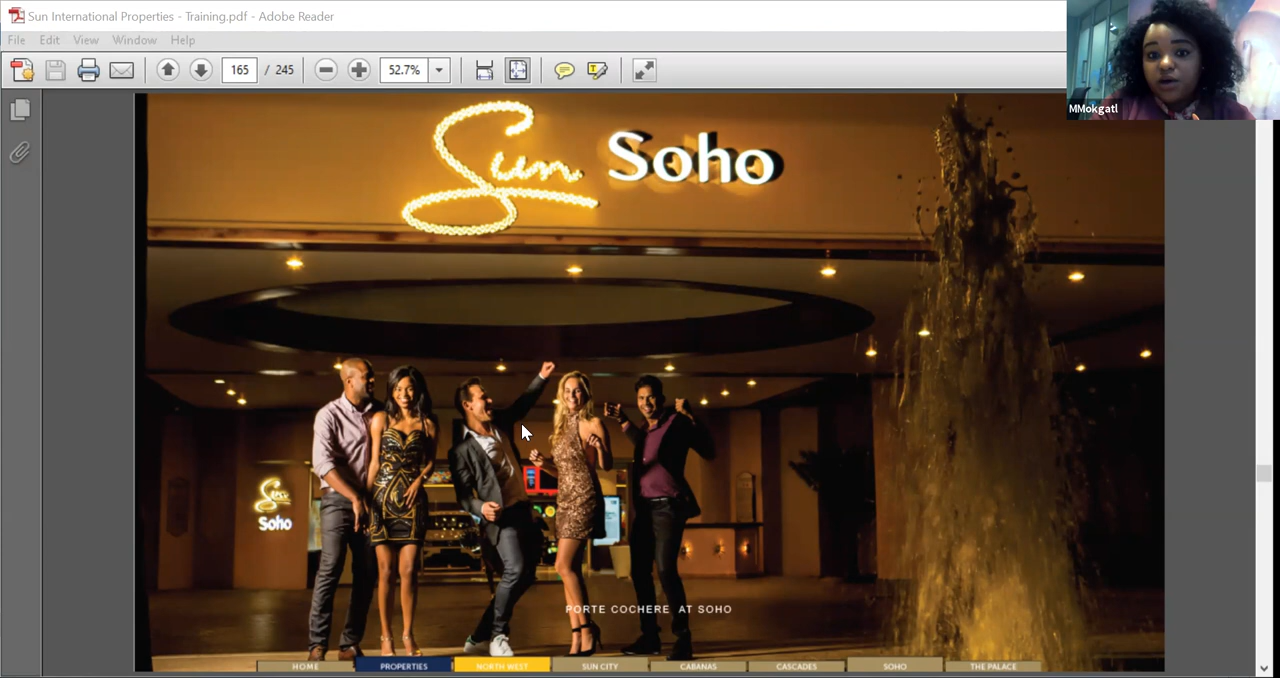 Sun International Properties - Training.pdf - Adobe Reader
File Edit View Window Help
165 / 245 52.7%
MMokgatl
Sun Soho
Sun
Soho
PORTE COCHERE AT SOHO
HOME PROPERTIES NORTH WEST SUN CITY CABANAS CASCADES SOHO THE PALACE